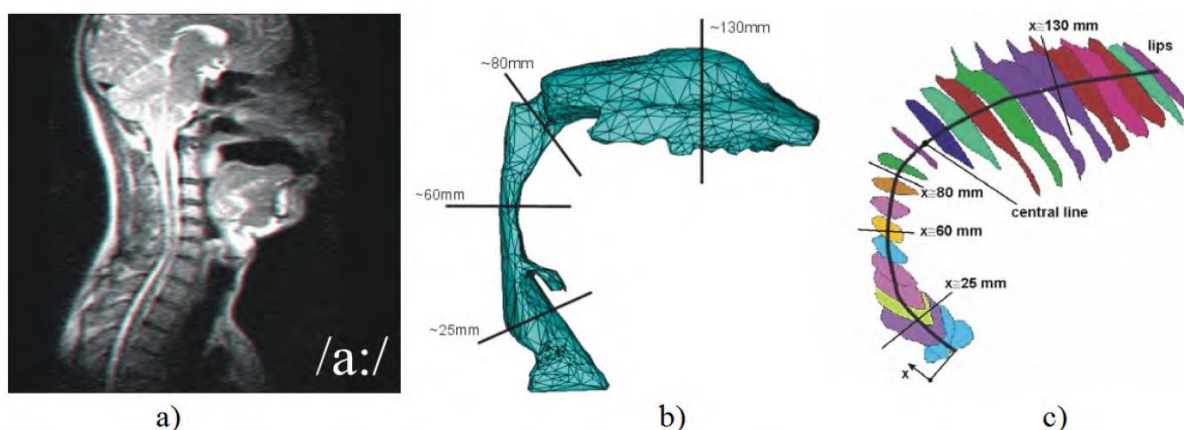 /a:/
~130mm
~80mm
~60mm
~25mm
x≅130 mm
lips
x≅80 mm
central line
x≅60 mm
x≅25 mm
x
a)
b)
c)